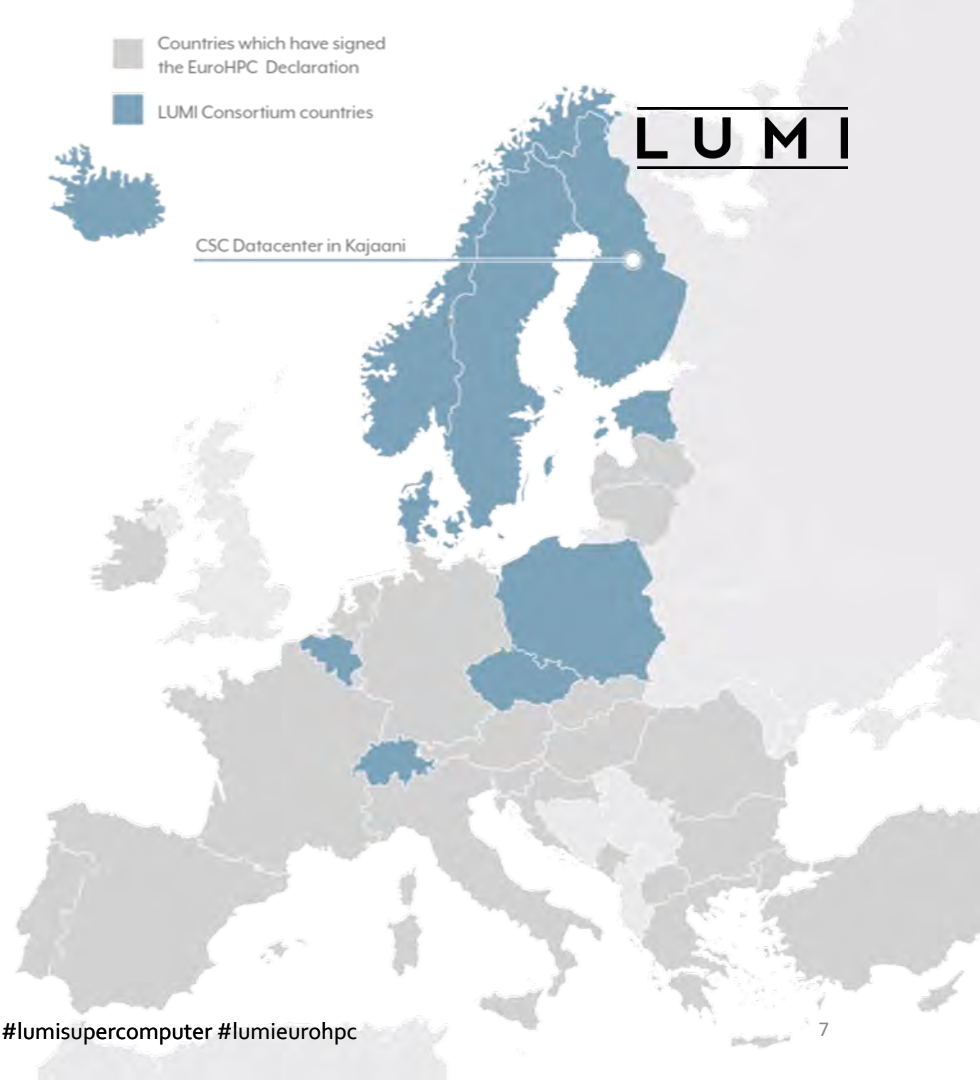 Countries which have signed
the EuroHPC Declaration
LUMI Consortium countries
LUMI
CSC Datacenter in Kajaani
#lumisupercomputer #lumieurohpc
7